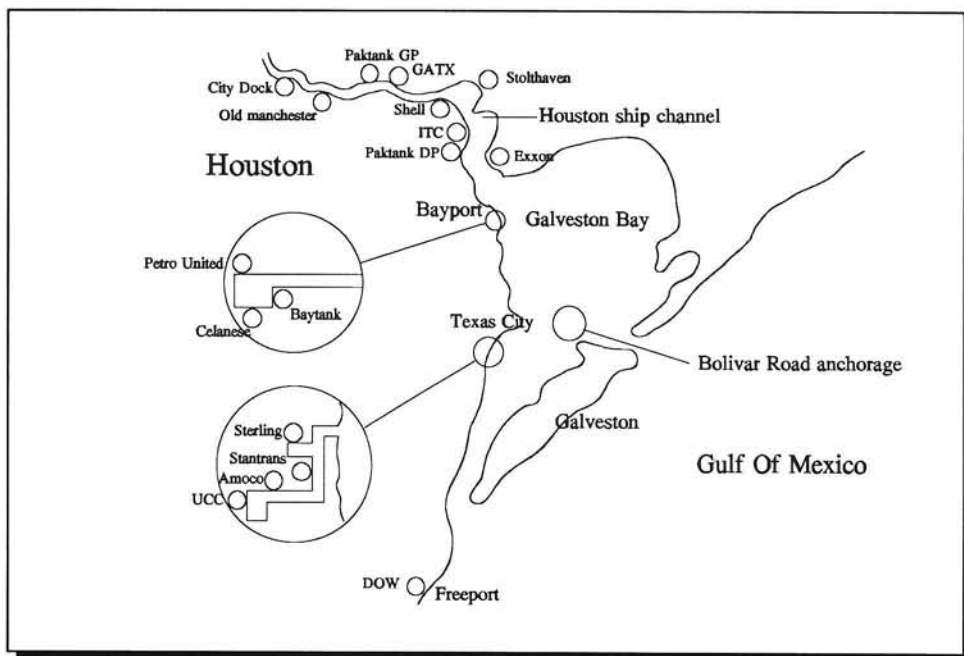 Paktank GP
GATX
Stolthaven
City Dock
Old manchester
Shell
Houston ship channel
ITC
Paktank DP
Exxon
Houston
Bayport
Galveston Bay
Petro United
Baytank
Celanese
Texas City
Bolivar Road anchorage
Galveston
Sterling
Stantrans
Amoco
UCC
Gulf Of Mexico
DOW
Freeport